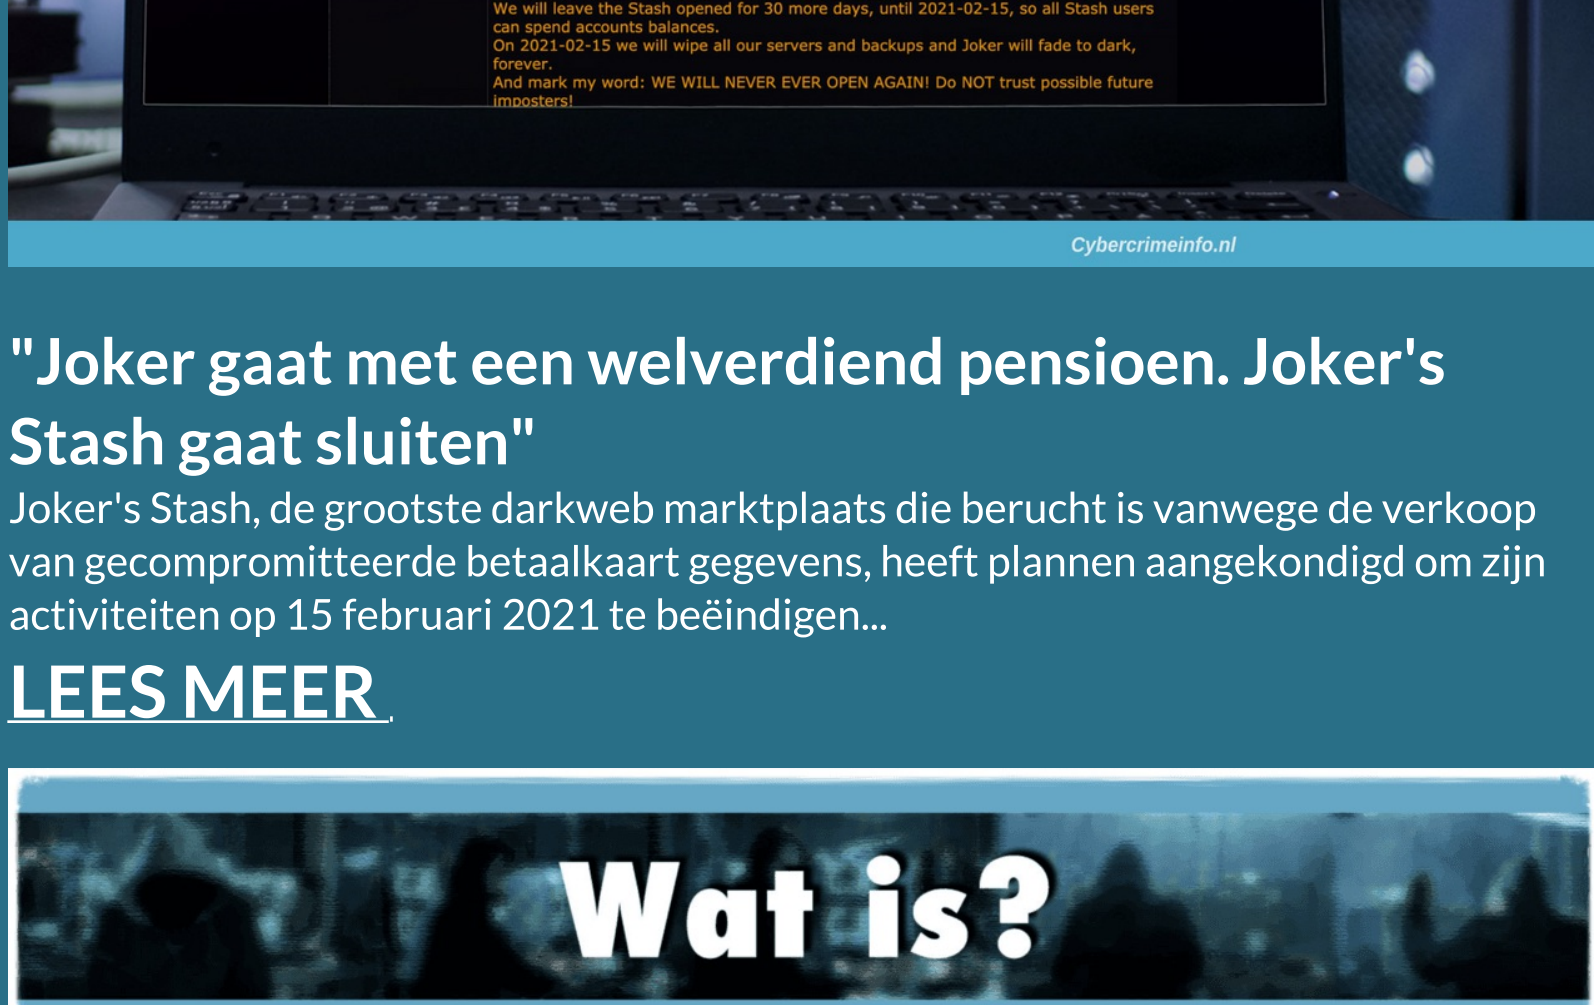 We will leave the Stash opened for 30 more days, until 2021-02-15, so all Stash users
can spend accounts balances.
On 2021-02-15 we will wipe all our servers and backups and Joker will fade to dark,
forever.
And mark my word: WE WILL NEVER EVER OPEN AGAIN! Do NOT trust possible future
imposters!
Cybercrimeinfo.nl
"Joker gaat met een welverdiend pensioen. Joker's
Stash gaat sluiten"
Joker's Stash, de grootste darkweb marktplaats die berucht is vanwege de verkoop
van gecompromitteerde betaalkaart gegevens, heeft plannen aangekondigd om zijn
activiteiten op 15 februari 2021 te beëindigen...
LEES MEER .
Wat is?